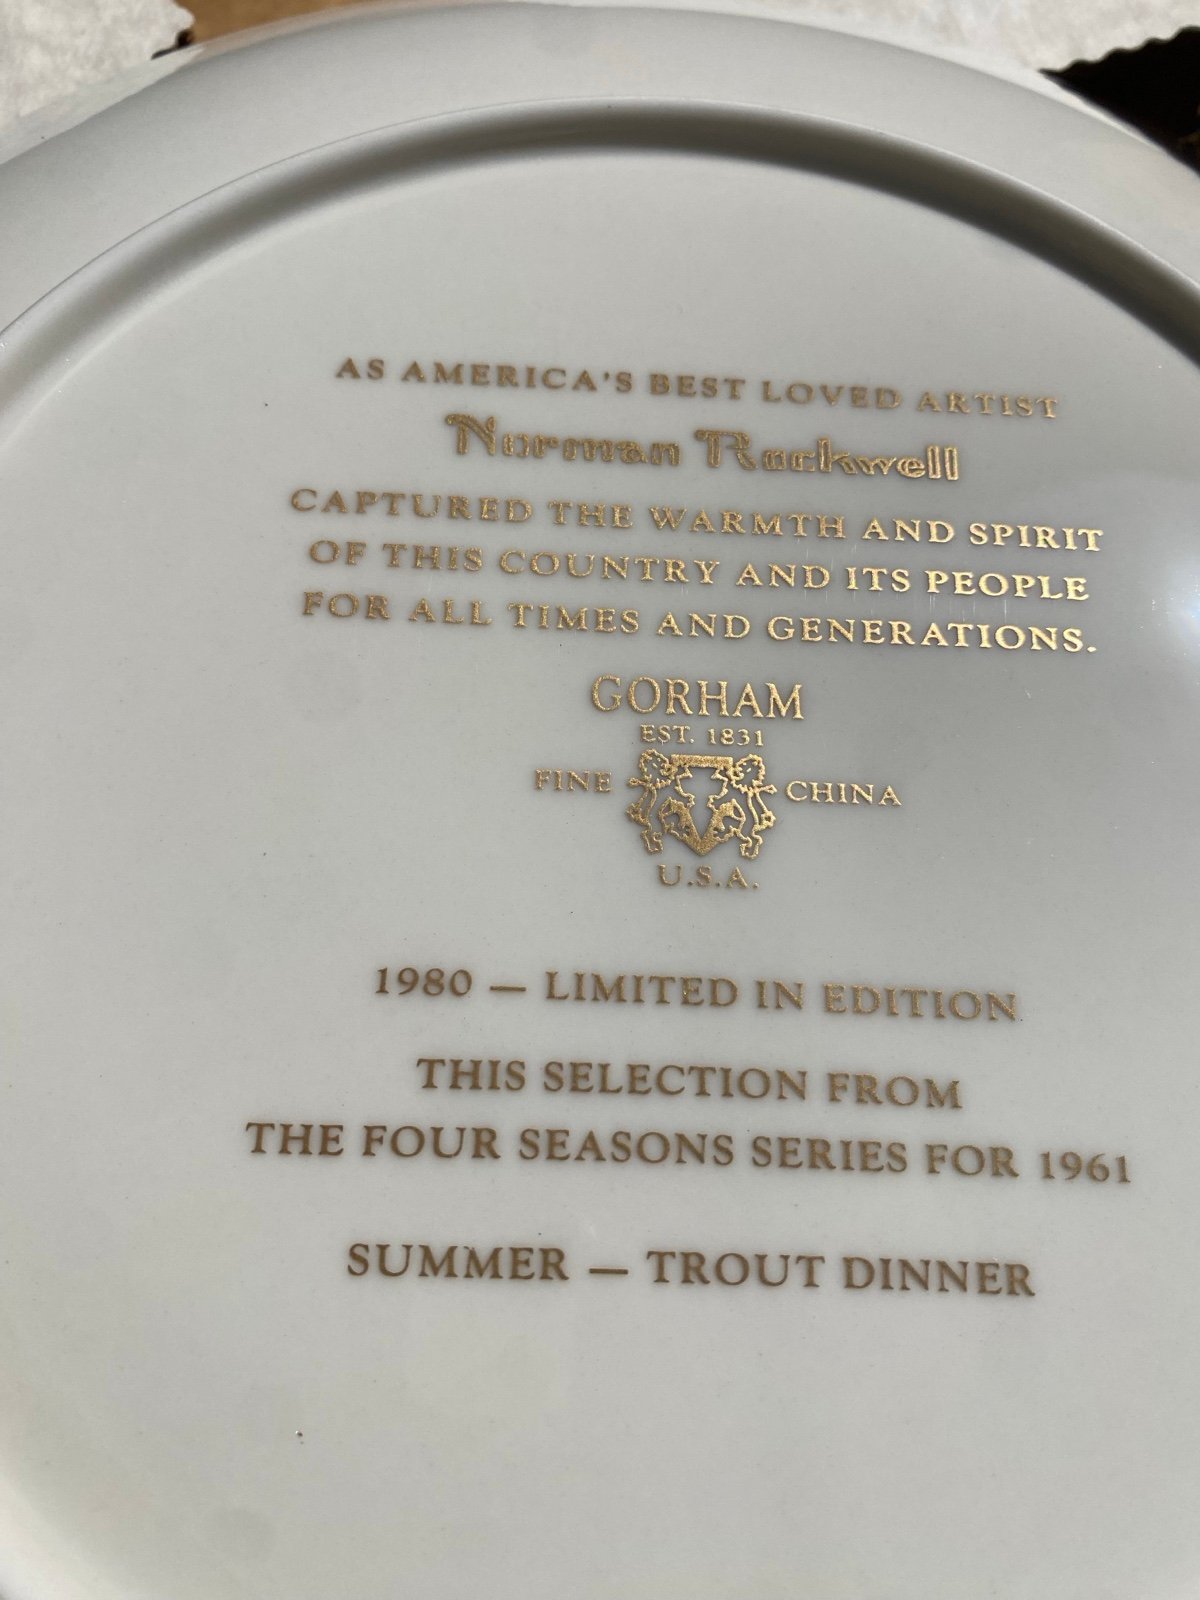 AS AMERICA'S BEST LOVED ARTIST
Norman Rockwell
CAPTURED THE WARMTH AND SPIRIT
OF THIS COUNTRY AND ITS PEOPLE
FOR ALL TIMES AND GENERATIONS.
GORHAM
EST. 1831
FINE CHINA
U.S.A.
1980 — LIMITED IN EDITION
THIS SELECTION FROM
THE FOUR SEASONS SERIES FOR 1961
SUMMER — TROUT DINNER